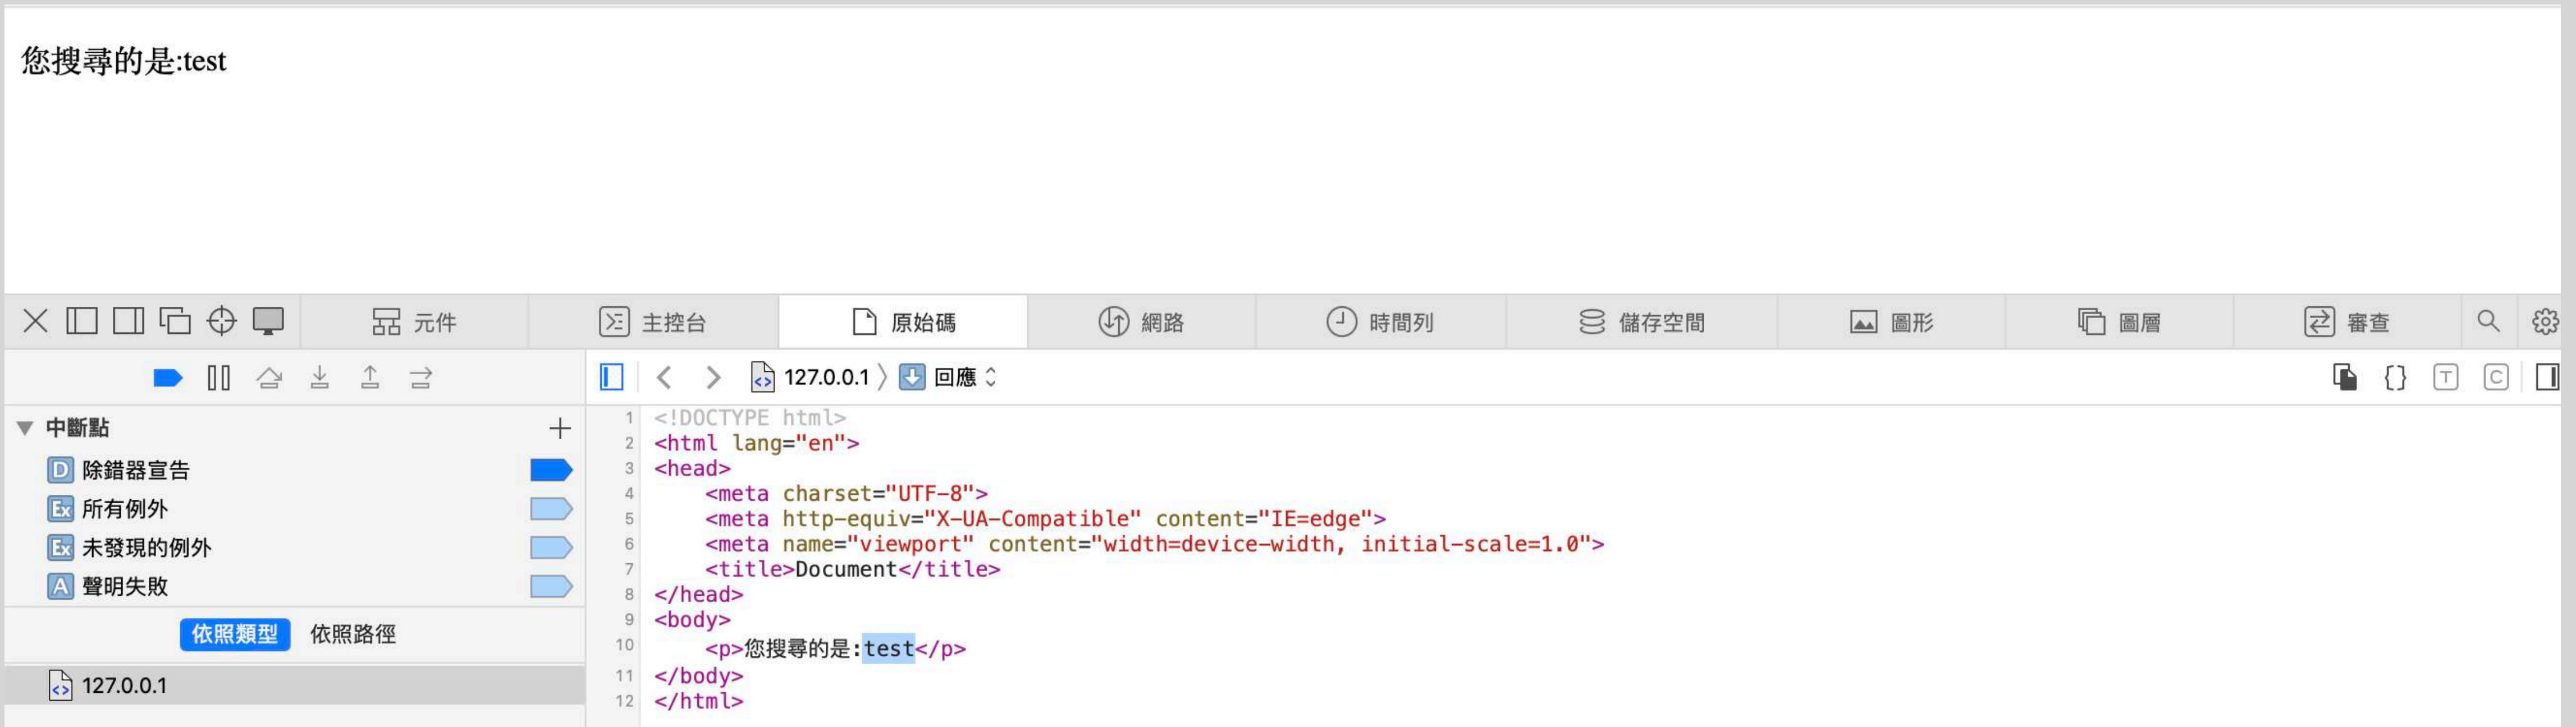 您搜尋的是:test
元件 主控台 原始碼 網路 時間列 儲存空間 圖形 圖層 審查
127.0.0.1 〉 回應
中斷點
D 除錯器宣告
Ex 所有例外
Ex 未發現的例外
A 聲明失敗
依照類型 依照路徑
127.0.0.1
1 <!DOCTYPE html>
2 <html lang="en">
3 <head>
4     <meta charset="UTF-8">
5     <meta http-equiv="X-UA-Compatible" content="IE=edge">
6     <meta name="viewport" content="width=device-width, initial-scale=1.0">
7     <title>Document</title>
8 </head>
9 <body>
10     <p>您搜尋的是:test</p>
11 </body>
12 </html>